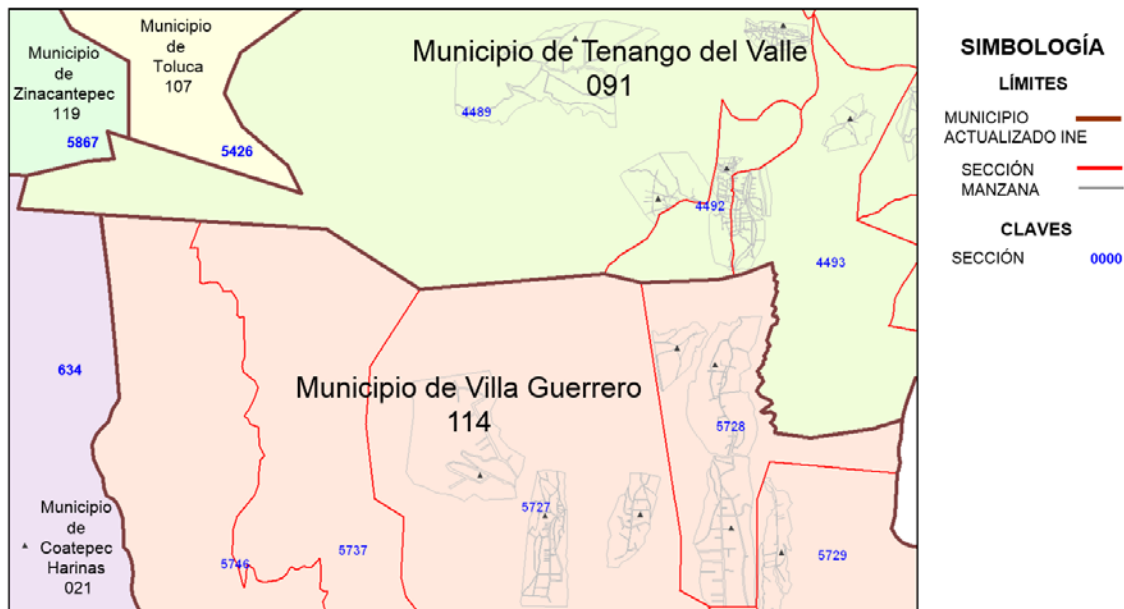 Municipio
de
Zinacantepec
119
5867
Municipio
de
Toluca
107
5426
Municipio de Tenango del Valle
091
4489
4492
4493
634
Municipio de Villa Guerrero
114
5728
5727
5737
5746
5729
Municipio
de
Coatepec
Harinas
021
SIMBOLOGÍA
LÍMITES
MUNICIPIO
ACTUALIZADO INE
SECCIÓN
MANZANA
CLAVES
SECCIÓN 0000